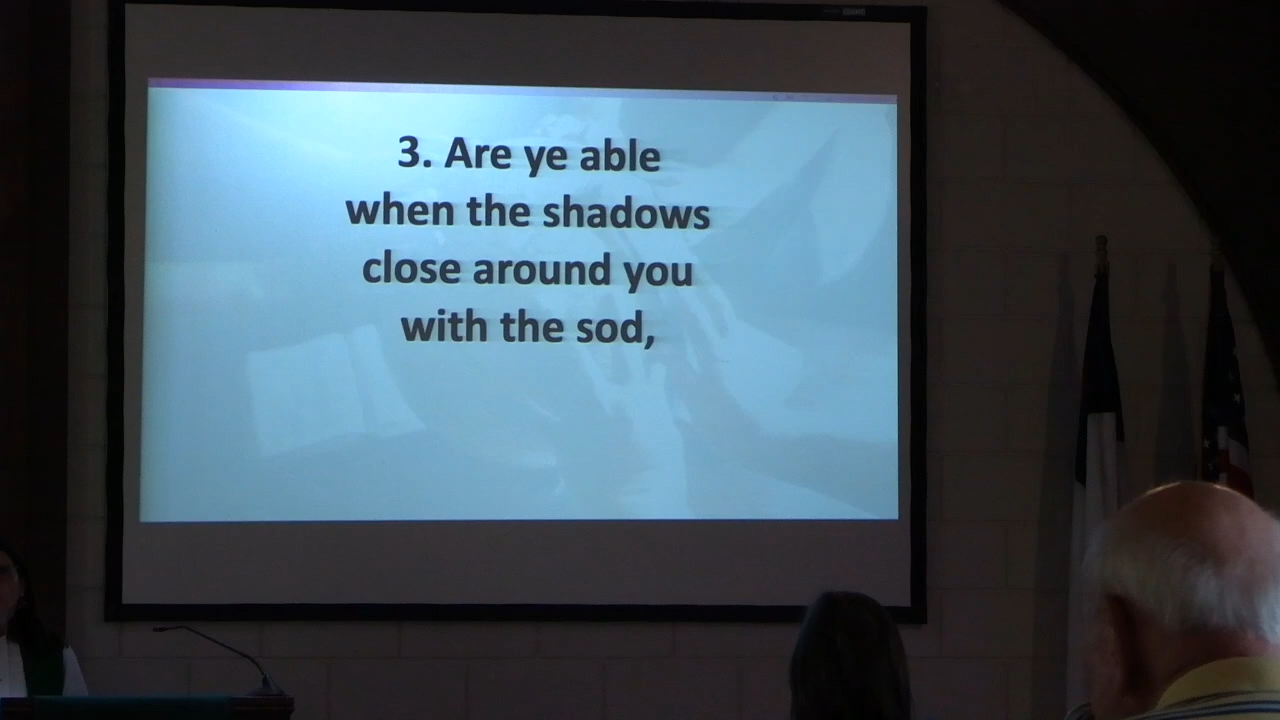 3. Are ye able
when the shadows
close around you
with the sod,